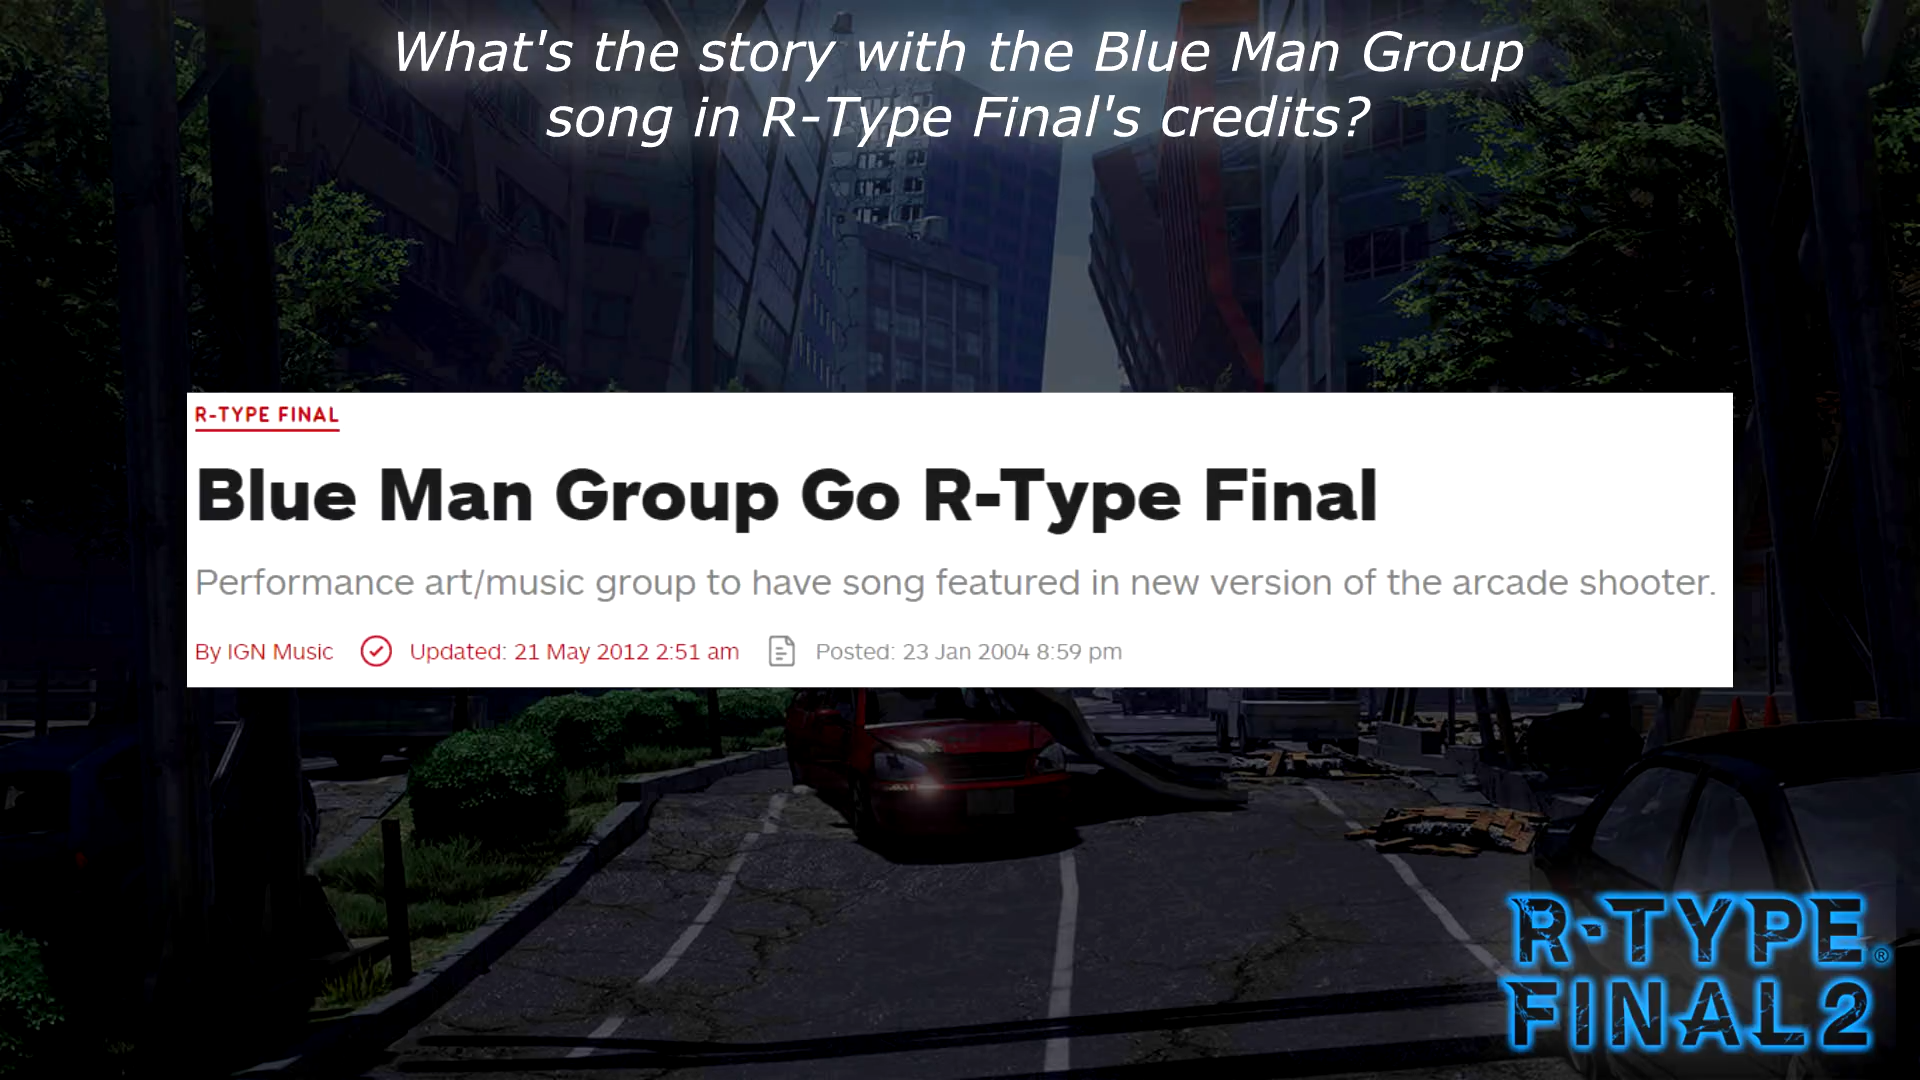 What's the story with the Blue Man Group
song in R-Type Final's credits?
R-TYPE FINAL
Blue Man Group Go R-Type Final
Performance art/music group to have song featured in new version of the arcade shooter.
By IGN Music Updated: 21 May 2012 2:51 am Posted: 23 Jan 2004 8:59 pm
R-TYPE®
FINAL 2